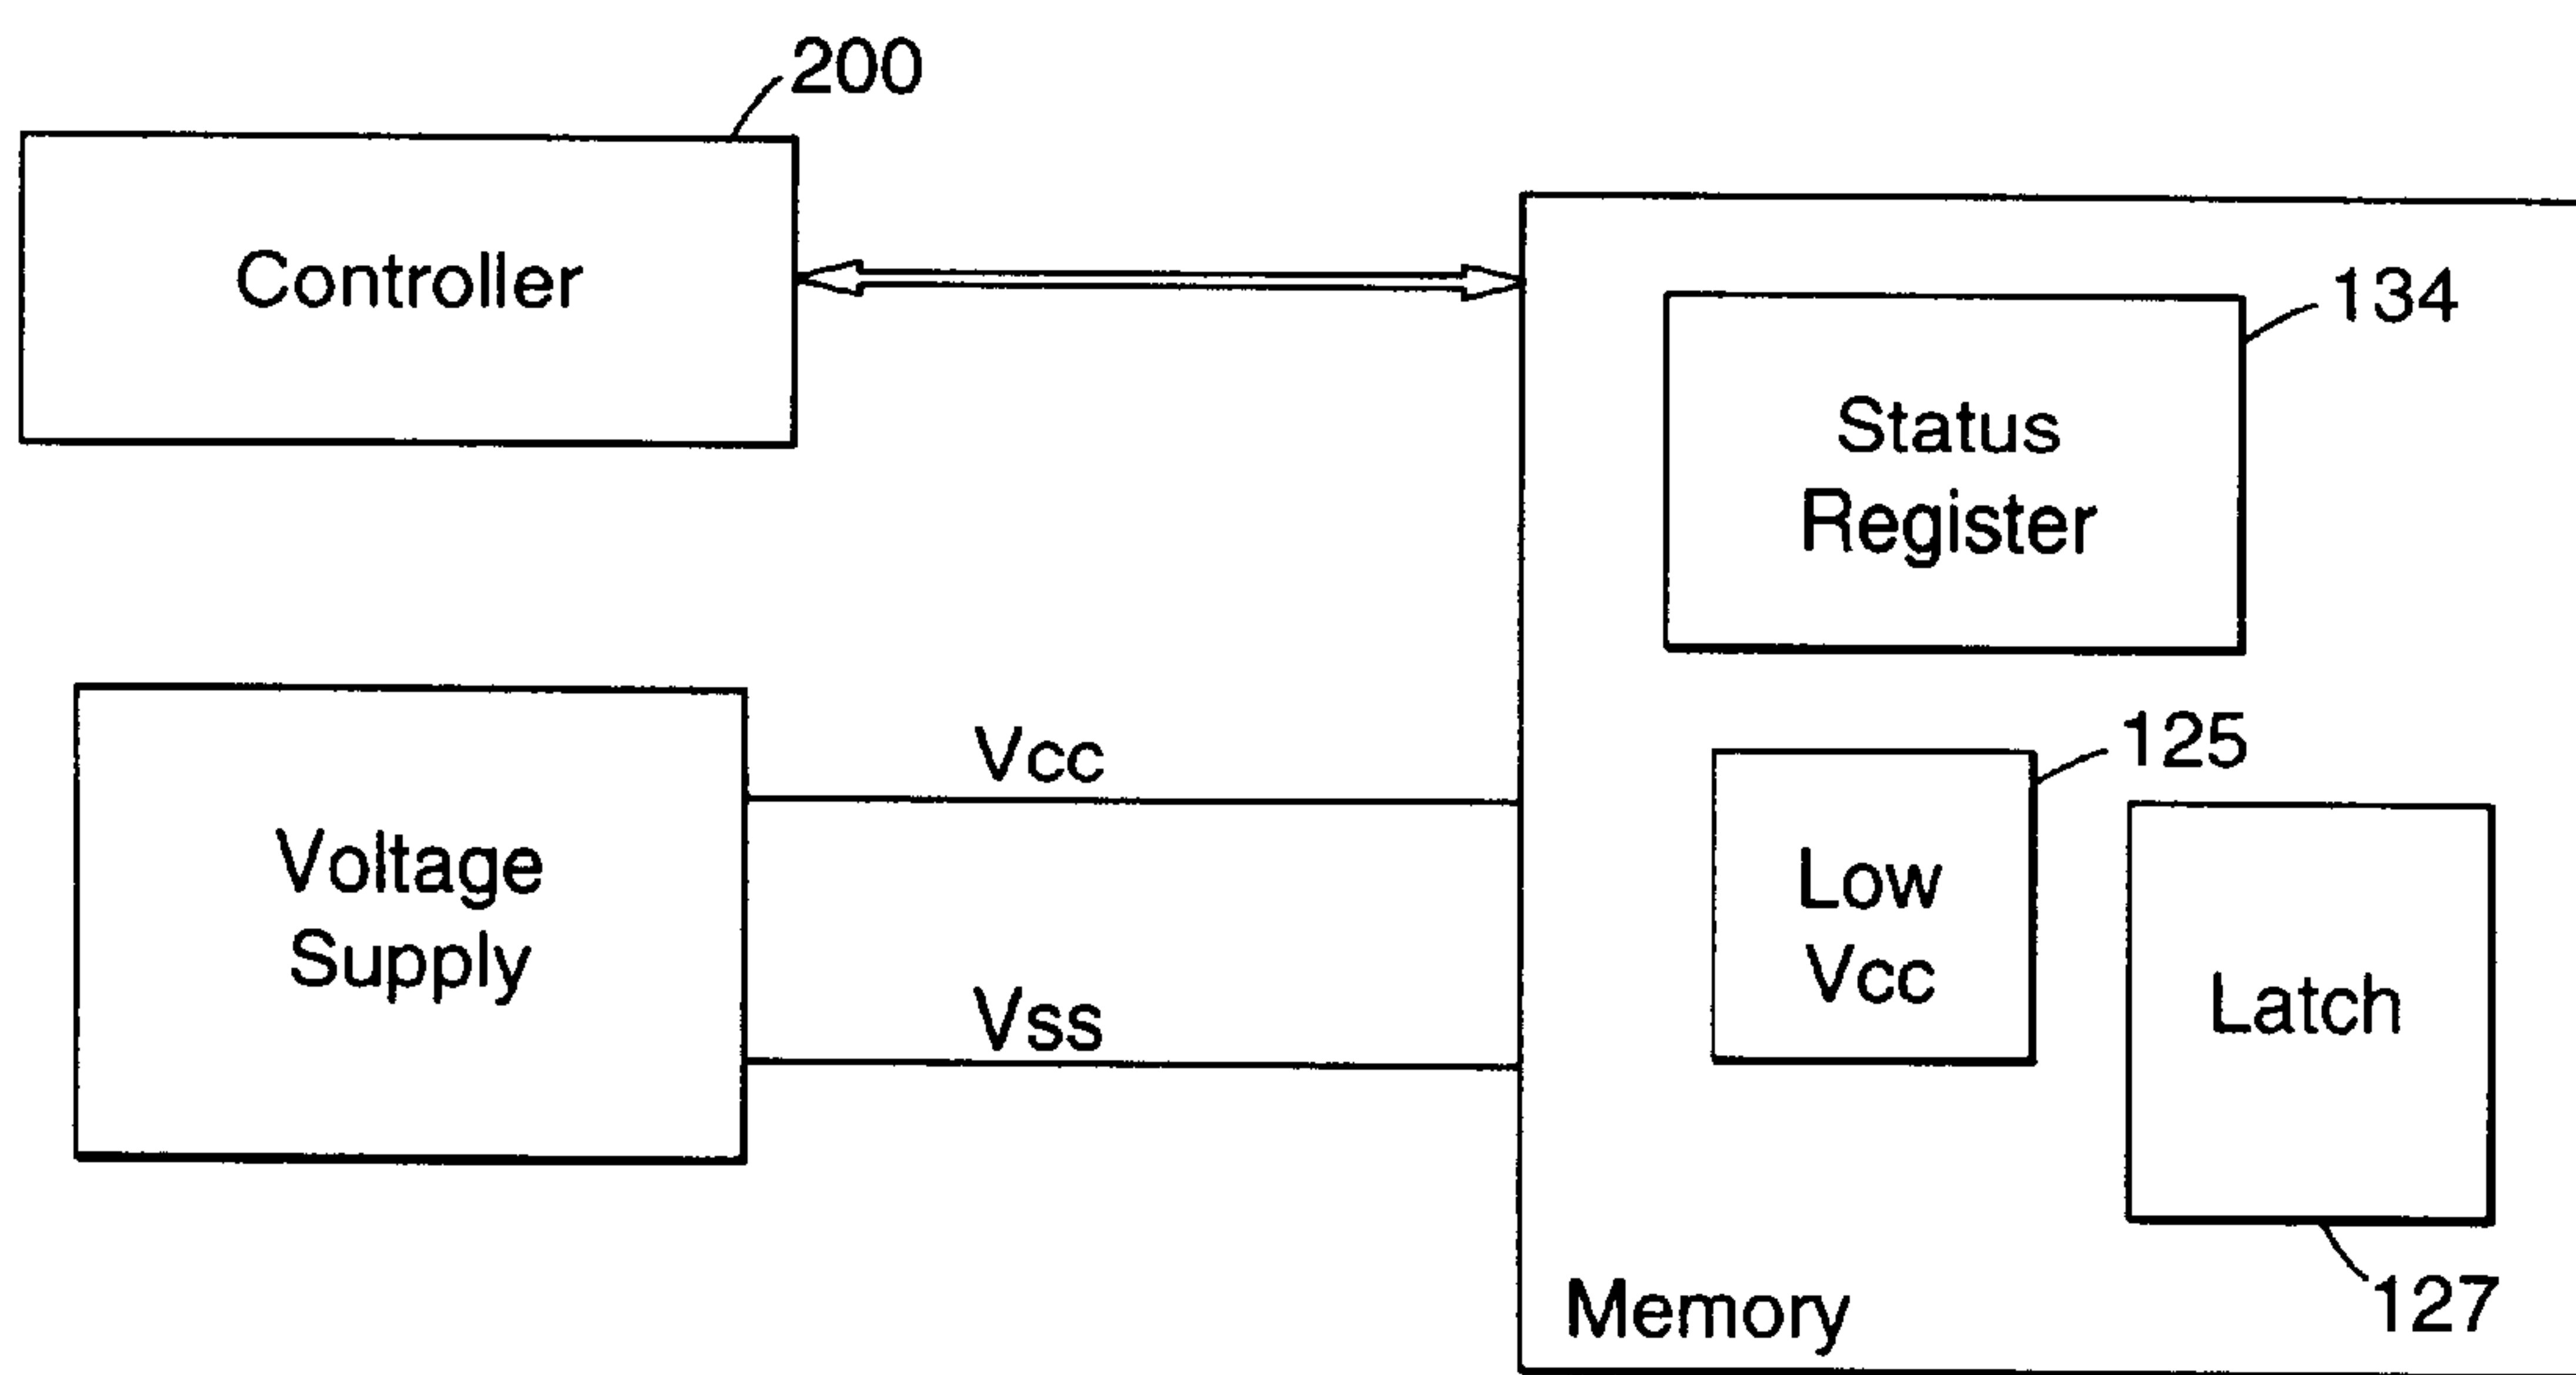 200
Controller
134
Status
Register
Vcc
125
Voltage
Supply
Low
Vcc
Latch
Vss
Memory
127